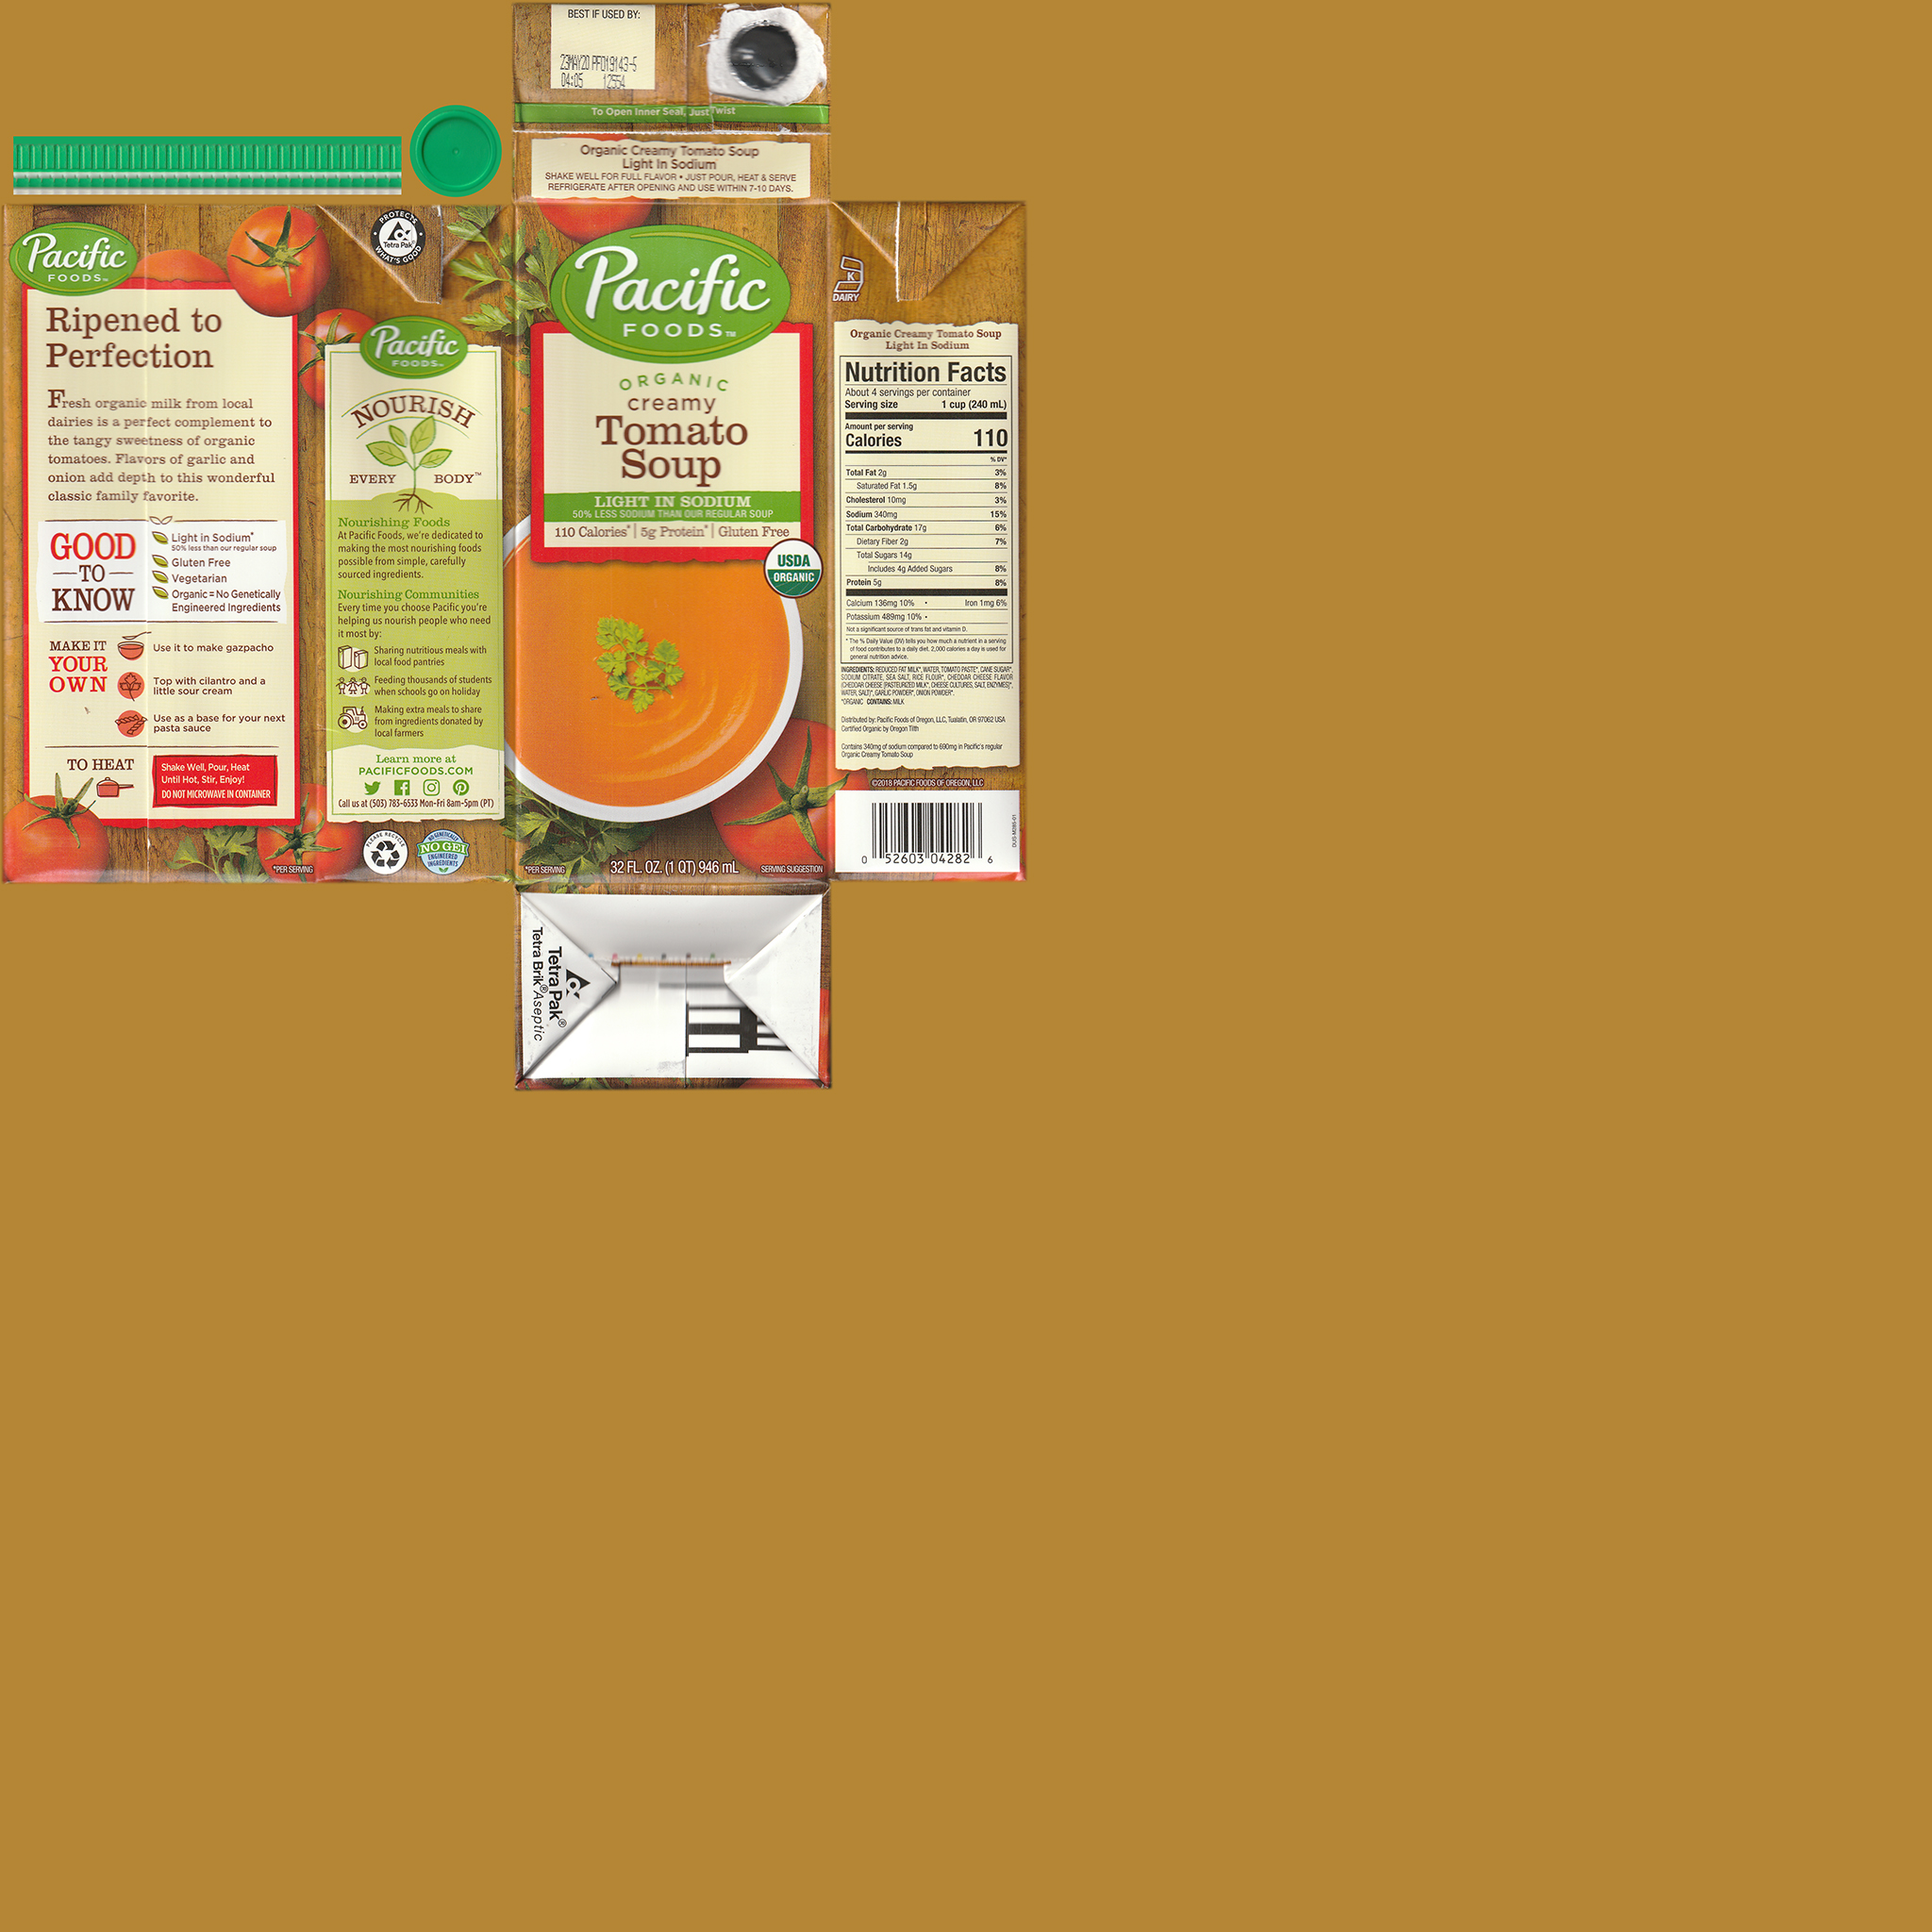 BEST IF USED BY:
23MAY20 PF019143-5
04:05 12554
To Open Inner Seal, Just Twist
Organic Creamy Tomato Soup
Light In Sodium
SHAKE WELL FOR FULL FLAVOR • JUST POUR, HEAT & SERVE
REFRIGERATE AFTER OPENING AND USE WITHIN 7-10 DAYS.
Pacific
FOODS™
Ripened to
Perfection
Fresh organic milk from local
dairies is a perfect complement to
the tangy sweetness of organic
tomatoes. Flavors of garlic and
onion add depth to this wonderful
classic family favorite.
GOOD
TO
KNOW
Light in Sodium*
50% less than our regular soup
Gluten Free
Vegetarian
Organic = No Genetically
Engineered Ingredients
MAKE IT
YOUR
OWN
Use it to make gazpacho
Top with cilantro and a
little sour cream
Use as a base for your next
pasta sauce
TO HEAT
Shake Well, Pour, Heat
Until Hot, Stir, Enjoy!
DO NOT MICROWAVE IN CONTAINER
*PER SERVING
PROTECTS
Tetra Pak®
WHAT'S GOOD
Pacific
FOODS™
NOURISH
EVERY BODY™
Nourishing Foods
At Pacific Foods, we're dedicated to
making the most nourishing foods
possible from simple, carefully
sourced ingredients.
Nourishing Communities
Every time you choose Pacific you're
helping us nourish people who need
it most by:
Sharing nutritious meals with
local food pantries
Feeding thousands of students
when schools go on holiday
Making extra meals to share
from ingredients donated by
local farmers
Learn more at
PACIFICFOODS.COM
Call us at (503) 783-6533 Mon-Fri 8am-5pm (PT)
PLEASE RECYCLE
NO GENETICALLY
NO GEI
ENGINEERED
INGREDIENTS
Pacific
FOODS™
ORGANIC
creamy
Tomato
Soup
LIGHT IN SODIUM
50% LESS SODIUM THAN OUR REGULAR SOUP
110 Calories* | 5g Protein* | Gluten Free
USDA
ORGANIC
*PER SERVING
32 FL. OZ. (1 QT) 946 mL
SERVING SUGGESTION
K
DAIRY
Organic Creamy Tomato Soup
Light In Sodium
Nutrition Facts
About 4 servings per container
Serving size 1 cup (240 mL)
Amount per serving
Calories 110
% DV*
Total Fat 2g 3%
Saturated Fat 1.5g 8%
Cholesterol 10mg 3%
Sodium 340mg 15%
Total Carbohydrate 17g 6%
Dietary Fiber 2g 7%
Total Sugars 14g
Includes 4g Added Sugars 8%
Protein 5g 8%
Calcium 136mg 10% • Iron 1mg 6%
Potassium 489mg 10% •
Not a significant source of trans fat and vitamin D.
* The % Daily Value (DV) tells you how much a nutrient in a serving
of food contributes to a daily diet. 2,000 calories a day is used for
general nutrition advice.
INGREDIENTS: REDUCED FAT MILK*, WATER, TOMATO PASTE*, CANE SUGAR*,
SODIUM CITRATE, SEA SALT, RICE FLOUR*, CHEDDAR CHEESE FLAVOR
(CHEDDAR CHEESE [PASTEURIZED MILK*, CHEESE CULTURES, SALT, ENZYMES]*,
WATER, SALT)*, GARLIC POWDER*, ONION POWDER*.
*ORGANIC CONTAINS: MILK
Distributed by: Pacific Foods of Oregon, LLC, Tualatin, OR 97062 USA
Certified Organic by Oregon Tilth
Contains 340mg of sodium compared to 690mg in Pacific's regular
Organic Creamy Tomato Soup
©2018 PACIFIC FOODS OF OREGON, LLC
0 52603 04282 6
Tetra Pak®
Tetra Brik® Aseptic